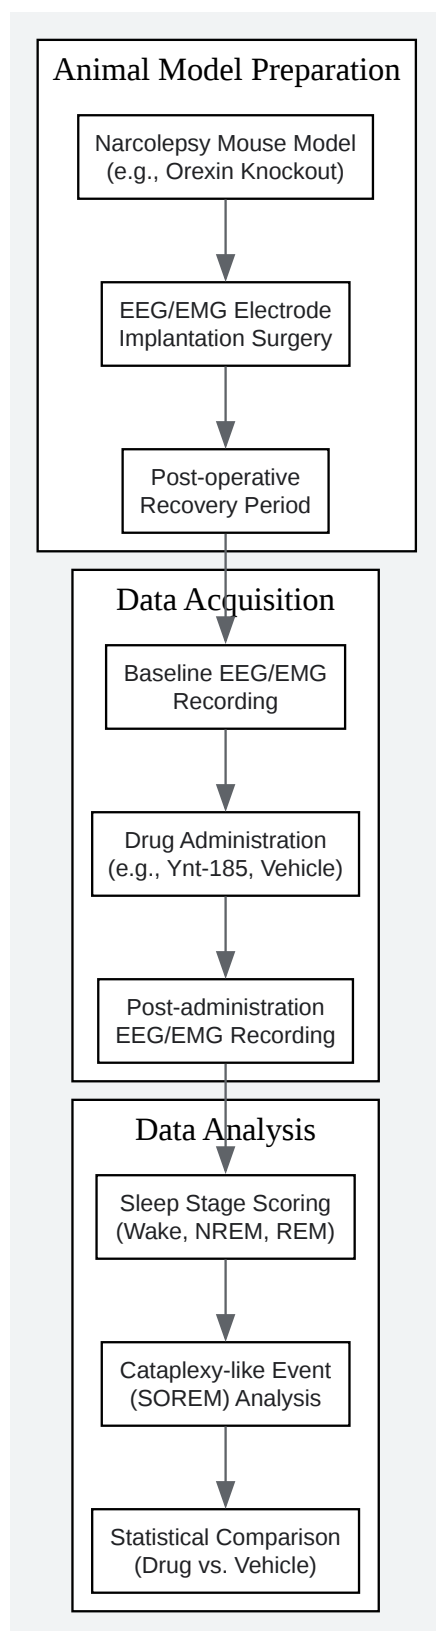 Animal Model Preparation
Narcolepsy Mouse Model
(e.g., Orexin Knockout)
EEG/EMG Electrode
Implantation Surgery
Post-operative
Recovery Period
Data Acquisition
Baseline EEG/EMG
Recording
Drug Administration
(e.g., Ynt-185, Vehicle)
Post-administration
EEG/EMG Recording
Data Analysis
Sleep Stage Scoring
(Wake, NREM, REM)
Cataplexy-like Event
(SOREM) Analysis
Statistical Comparison
(Drug vs. Vehicle)